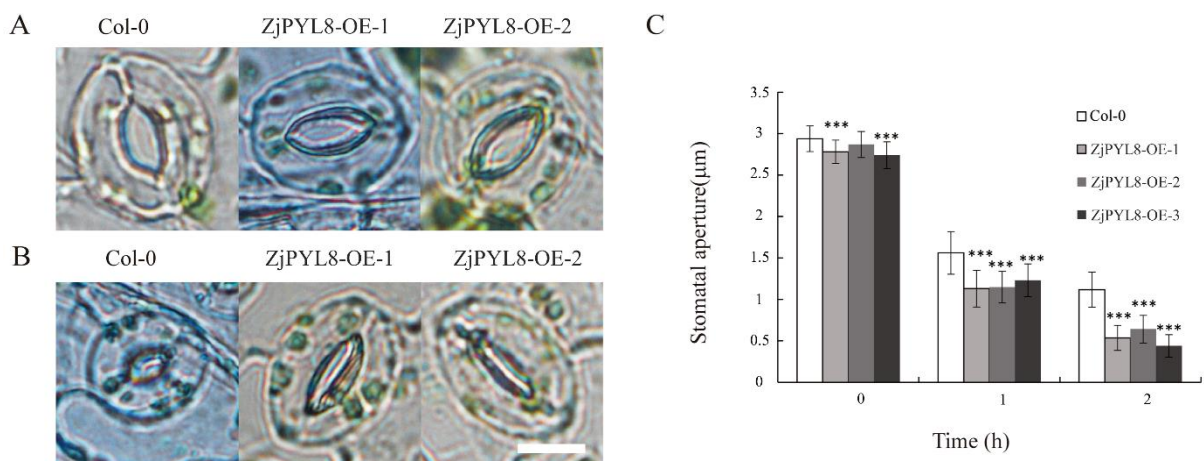 A
Col-0 ZjPYL8-OE-1 ZjPYL8-OE-2
B
Col-0 ZjPYL8-OE-1 ZjPYL8-OE-2
C
Stomatal aperture(μm)
3.5
3
2.5
2
1.5
1
0.5
0
*** ***
*** *** ***
*** *** ***
Col-0
ZjPYL8-OE-1
ZjPYL8-OE-2
ZjPYL8-OE-3
0 1 2
Time (h)